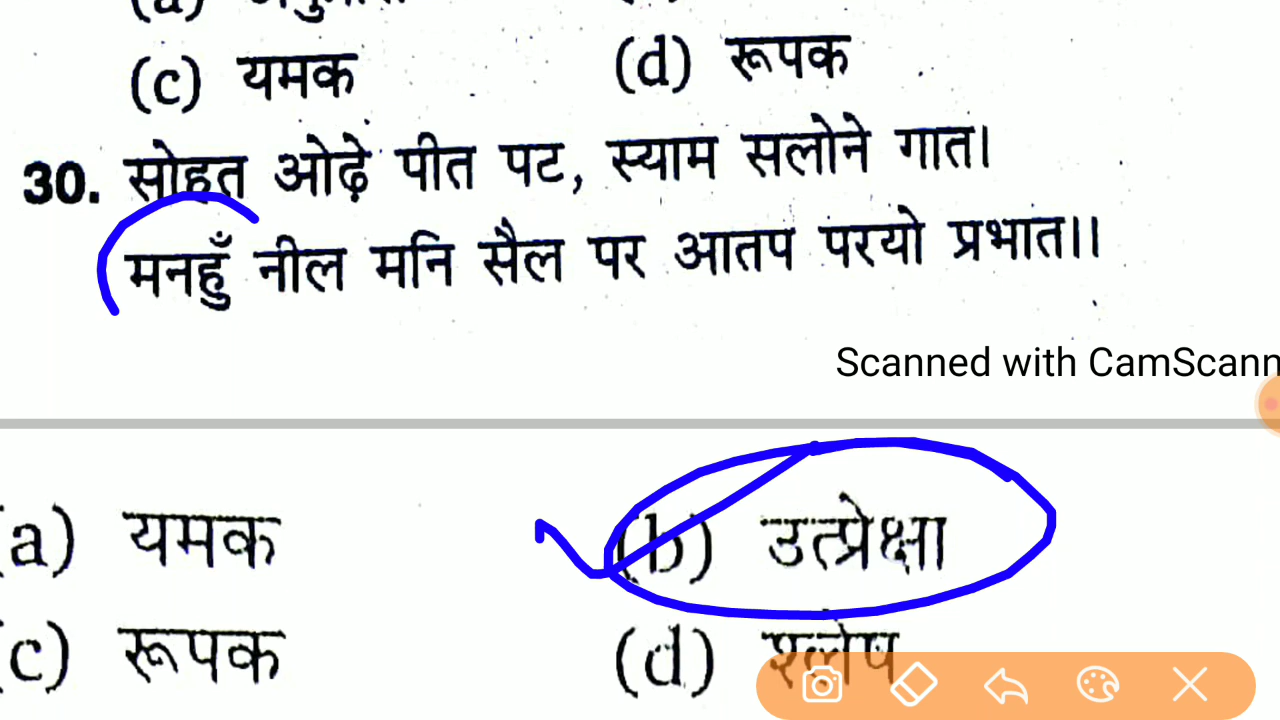 (c) यमक (d) रूपक
30. सोहत ओढ़े पीत पट, स्याम सलोने गात।
मनहुँ नील मनि सैल पर आतप परयो प्रभात।।
Scanned with CamScann
(a) यमक (b) उत्प्रेक्षा
(c) रूपक (d) श्लेष